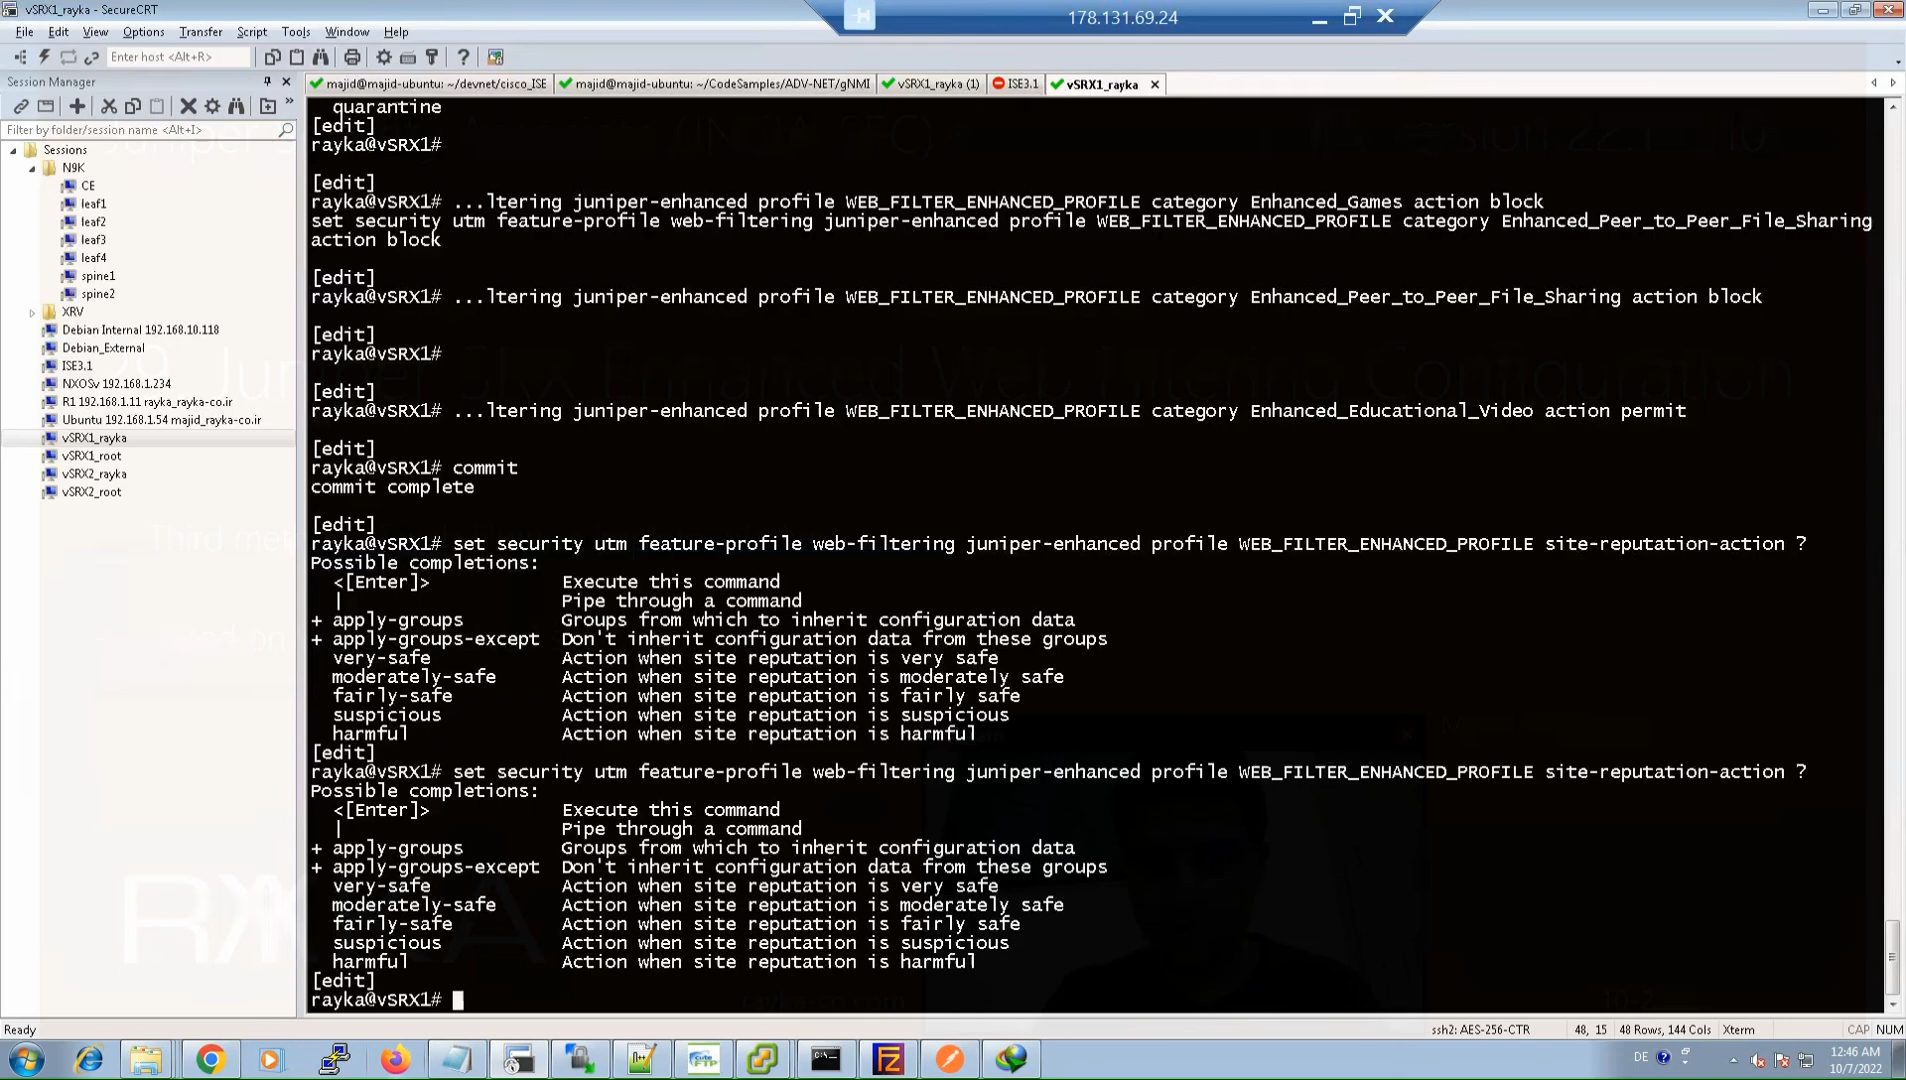 vSRX1_rayka - SecureCRT
178.131.69.24
File Edit View Options Transfer Script Tools Window Help
Enter host <Alt+R>
Session Manager
majid@majid-ubuntu: ~/devnet/cisco_ISE
majid@majid-ubuntu: ~/CodeSamples/ADV-NET/gNMI
vSRX1_rayka (1)
ISE3.1
vSRX1_rayka
Filter by folder/session name <Alt+I>
Sessions
N9K
CE
leaf1
leaf2
leaf3
leaf4
spine1
spine2
XRV
Debian Internal 192.168.10.118
Debian_External
ISE3.1
NXOSv 192.168.1.234
R1 192.168.1.11 rayka_rayka-co.ir
Ubuntu 192.168.1.54 majid_rayka-co.ir
vSRX1_rayka
vSRX1_root
vSRX2_rayka
vSRX2_root
quarantine
[edit]
rayka@vSRX1#
[edit]
rayka@vSRX1# ...ltering juniper-enhanced profile WEB_FILTER_ENHANCED_PROFILE category Enhanced_Games action block
set security utm feature-profile web-filtering juniper-enhanced profile WEB_FILTER_ENHANCED_PROFILE category Enhanced_Peer_to_Peer_File_Sharing
action block
[edit]
rayka@vSRX1# ...ltering juniper-enhanced profile WEB_FILTER_ENHANCED_PROFILE category Enhanced_Peer_to_Peer_File_Sharing action block
[edit]
rayka@vSRX1#
[edit]
rayka@vSRX1# ...ltering juniper-enhanced profile WEB_FILTER_ENHANCED_PROFILE category Enhanced_Educational_Video action permit
[edit]
rayka@vSRX1# commit
commit complete
[edit]
rayka@vSRX1# set security utm feature-profile web-filtering juniper-enhanced profile WEB_FILTER_ENHANCED_PROFILE site-reputation-action ?
Possible completions:
<[Enter]> Execute this command
| Pipe through a command
+ apply-groups Groups from which to inherit configuration data
+ apply-groups-except Don't inherit configuration data from these groups
very-safe Action when site reputation is very safe
moderately-safe Action when site reputation is moderately safe
fairly-safe Action when site reputation is fairly safe
suspicious Action when site reputation is suspicious
harmful Action when site reputation is harmful
[edit]
rayka@vSRX1# set security utm feature-profile web-filtering juniper-enhanced profile WEB_FILTER_ENHANCED_PROFILE site-reputation-action ?
Possible completions:
<[Enter]> Execute this command
| Pipe through a command
+ apply-groups Groups from which to inherit configuration data
+ apply-groups-except Don't inherit configuration data from these groups
very-safe Action when site reputation is very safe
moderately-safe Action when site reputation is moderately safe
fairly-safe Action when site reputation is fairly safe
suspicious Action when site reputation is suspicious
harmful Action when site reputation is harmful
[edit]
rayka@vSRX1#
Ready
ssh2: AES-256-CTR 48, 15 48 Rows, 144 Cols Xterm CAP NUM
DE
12:46 AM
10/7/2022